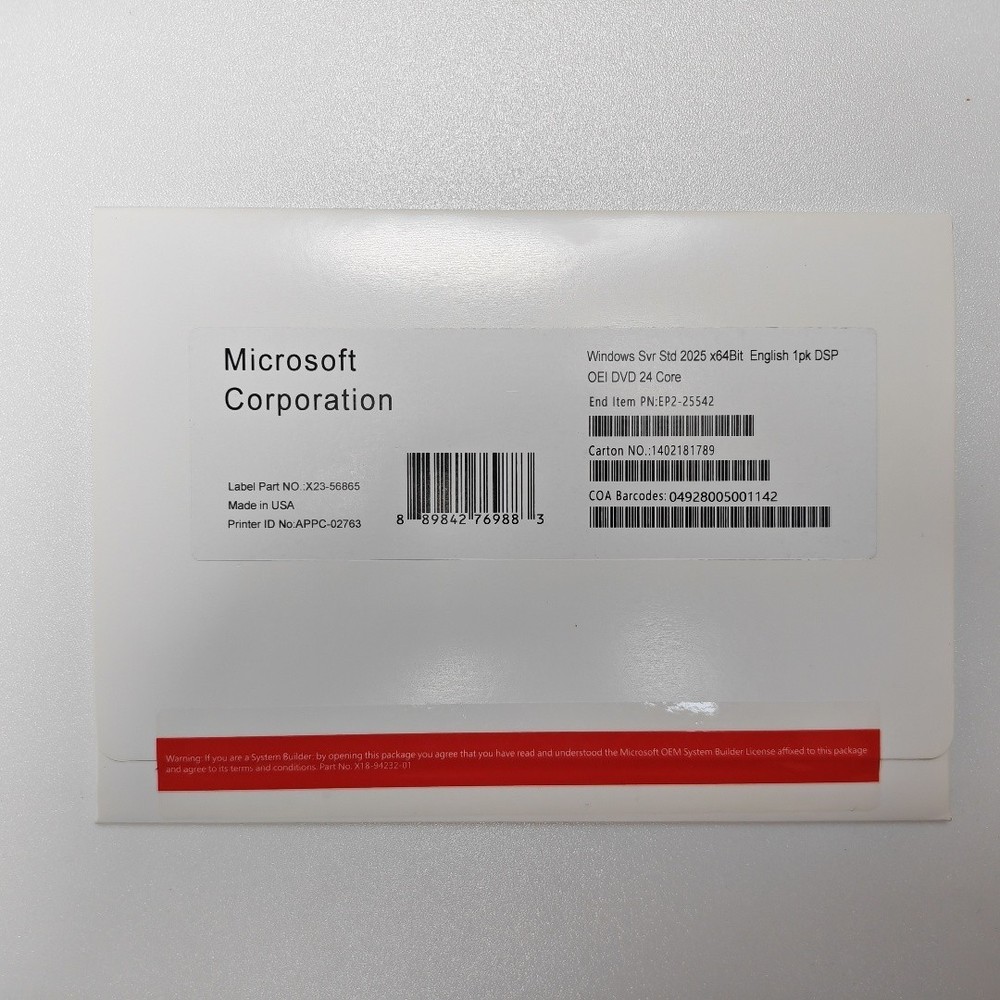 Microsoft
Corporation
Label Part NO.:X23-56865
Made in USA
Printer ID No:APPC-02763
8 89842 76988 3
Windows Svr Std 2025 x64Bit English 1pk DSP
OEI DVD 24 Core
End Item PN:EP2-25542
Carton NO.:1402181789
COA Barcodes: 04928005001142
Warning: If you are a System Builder: by opening this package you agree that you have read and understood the Microsoft OEM System Builder License affixed to this package
and agree to its terms and conditions. Part No. X18-94232-01